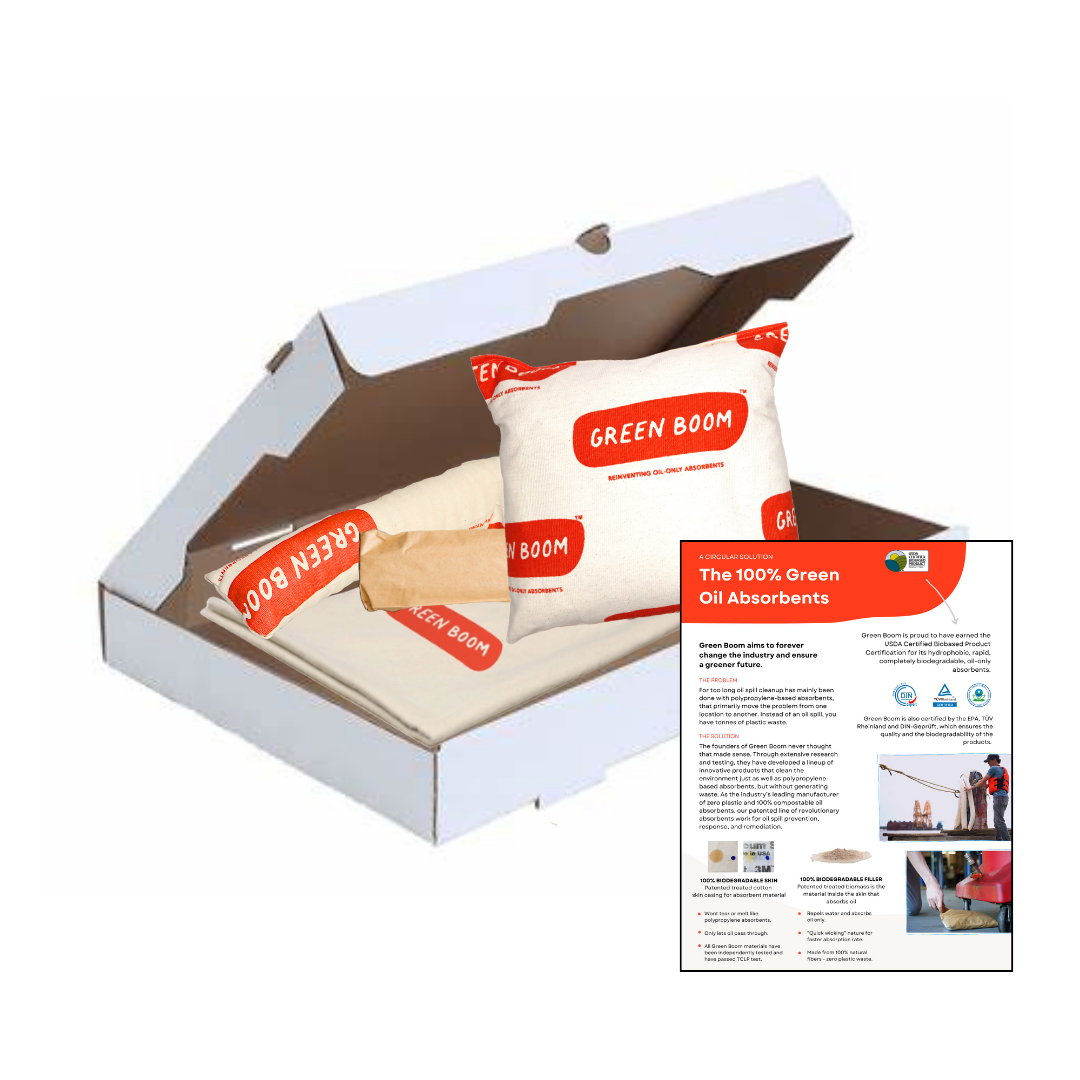 GREEN BOOM
™
REINVENTING OIL-ONLY ABSORBENTS
GRE
N BOOM
™
GRE
GREEN BOO
REEN BOOM
A CIRCULAR SOLUTION
The 100% Green
Oil Absorbents
USDA
CERTIFIED
BIOBASED
PRODUCT
Green Boom aims to forever
change the industry and ensure
a greener future.
THE PROBLEM
For too long oil spill cleanup has mainly been
done with polypropylene-based absorbents,
that primarily move the problem from one
location to another. Instead of an oil spill, you
have tonnes of plastic waste.
THE SOLUTION
The founders of Green Boom never thought
that made sense. Through extensive research
and testing, they have developed a lineup of
innovative products that clean the
environment just as well as polypropylene-
based absorbents, but without generating
waste. As the industry's leading manufacturer
of zero plastic and 100% compostable oil
absorbents, our patented line of revolutionary
absorbents work for oil spill prevention,
response, and remediation.
Green Boom is proud to have earned the
USDA Certified Biobased Product
Certification for its hydrophobic, rapid,
completely biodegradable, oil-only
absorbents.
DIN
Green Boom is also certified by the EPA, TÜV
Rheinland and DIN-Geprüft, which ensures the
quality and the biodegradability of the
products.
100% BIODEGRADABLE SKIN
Patented treated cotton
skin casing for absorbent material
• Wont tear or melt like
polypropylene absorbents.
• Only lets oil pass through.
• All Green Boom materials have
been independently tested and
have passed TCLP test.
100% BIODEGRADABLE FILLER
Patented treated biomass is the
material inside the skin that
absorbs oil
• Repels water and absorbs
oil only.
• "Quick wicking" nature for
faster absorption rate.
• Made from 100% natural
fibers - zero plastic waste.